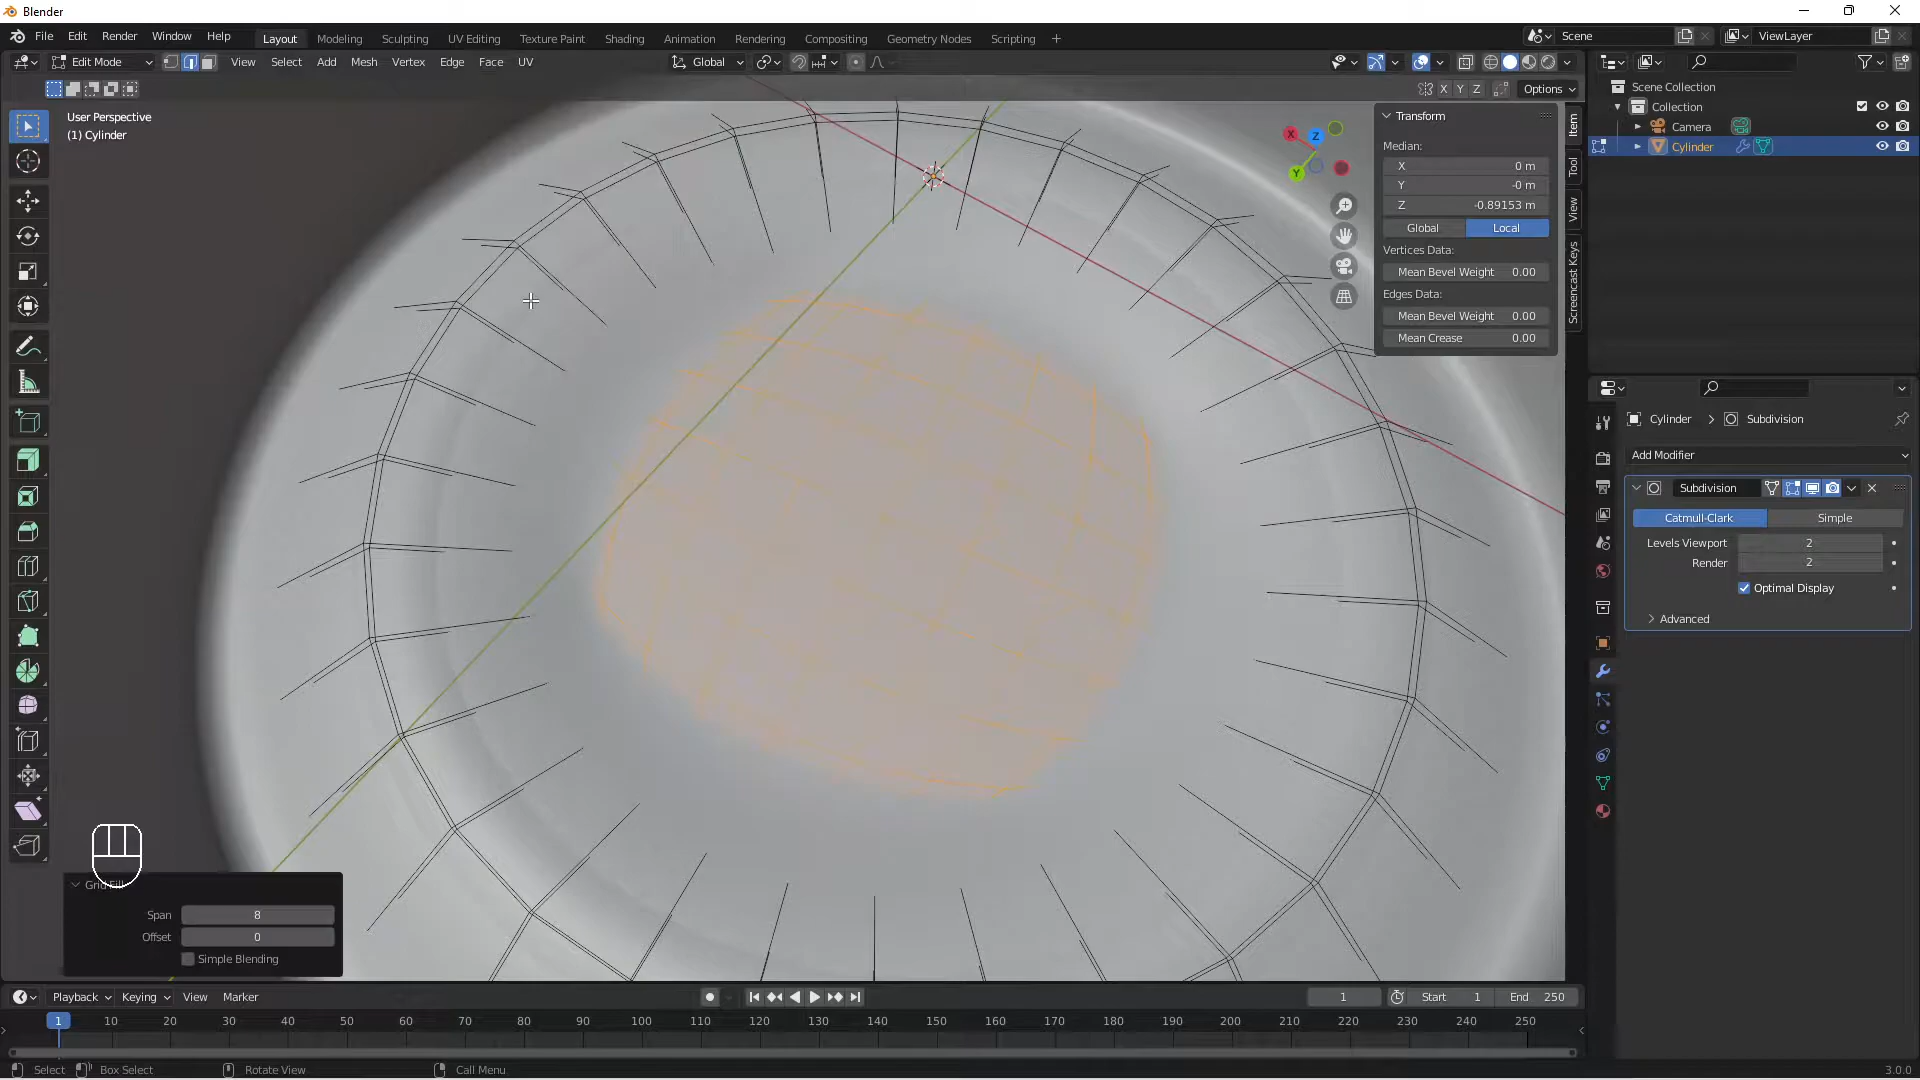 Blender
File Edit Render Window Help
Layout Modeling Sculpting UV Editing Texture Paint Shading Animation Rendering Compositing Geometry Nodes Scripting +
Scene ViewLayer
Edit Mode View Select Add Mesh Vertex Edge Face UV
Global
X Y Z Options
User Perspective
(1) Cylinder
X Z Y
Transform
Median:
X 0 m
Y -0 m
Z -0.89153 m
Global Local
Vertices Data:
Mean Bevel Weight 0.00
Edges Data:
Mean Bevel Weight 0.00
Mean Crease 0.00
Item
Tool
View
Screencast Keys
Scene Collection
Collection
Camera
Cylinder
Cylinder > Subdivision
Add Modifier
Subdivision
Catmull-Clark Simple
Levels Viewport 2
Render 2
Optimal Display
Advanced
Grid Fill
Span 8
Offset 0
Simple Blending
Playback Keying View Marker
1 Start 1 End 250
1 10 20 30 40 50 60 70 80 90 100 110 120 130 140 150 160 170 180 190 200 210 220 230 240 250
Select Box Select Rotate View Call Menu 3.0.0